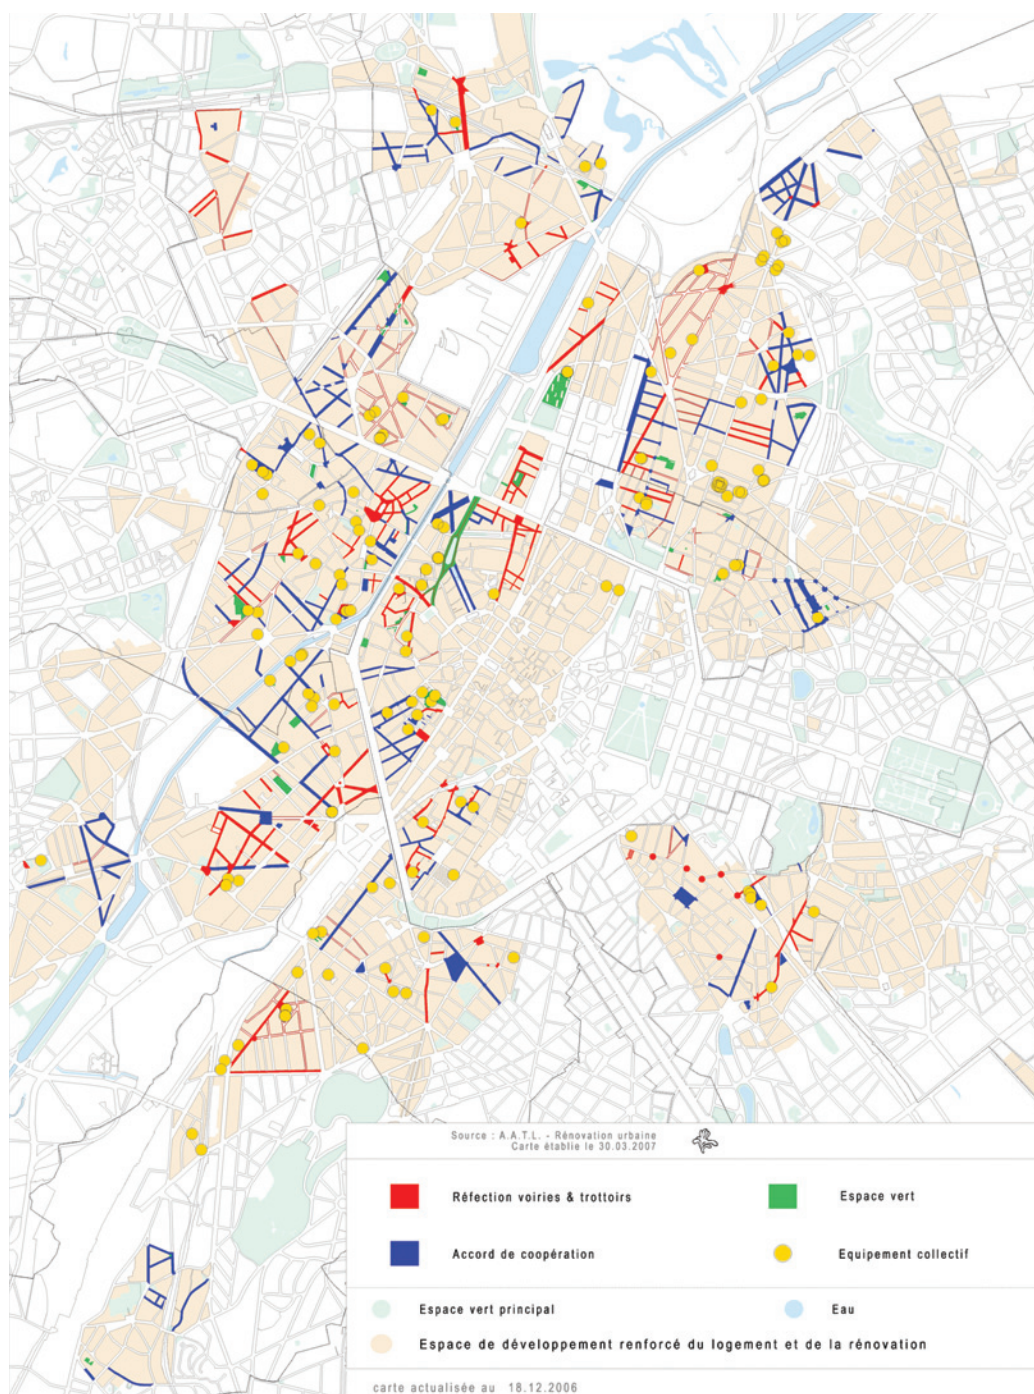 Source : A.A.T.L. - Rénovation urbaine
Carte établie le 30.03.2007
Réfection voiries & trottoirs
Espace vert
Accord de coopération
Equipement collectif
Espace vert principal
Eau
Espace de développement renforcé du logement et de la rénovation
carte actualisée au 18.12.2006